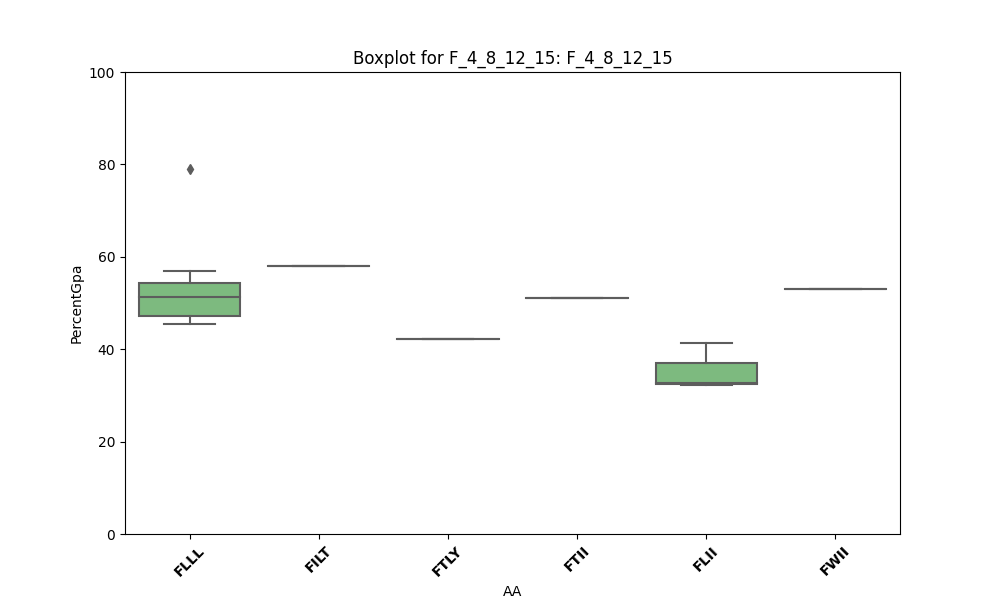 Boxplot for F_4_8_12_15: F_4_8_12_15
100
80
60
40
20
0
PercentGpa
FLLL
FILT
FTLY
FTII
FLII
FWII
AA